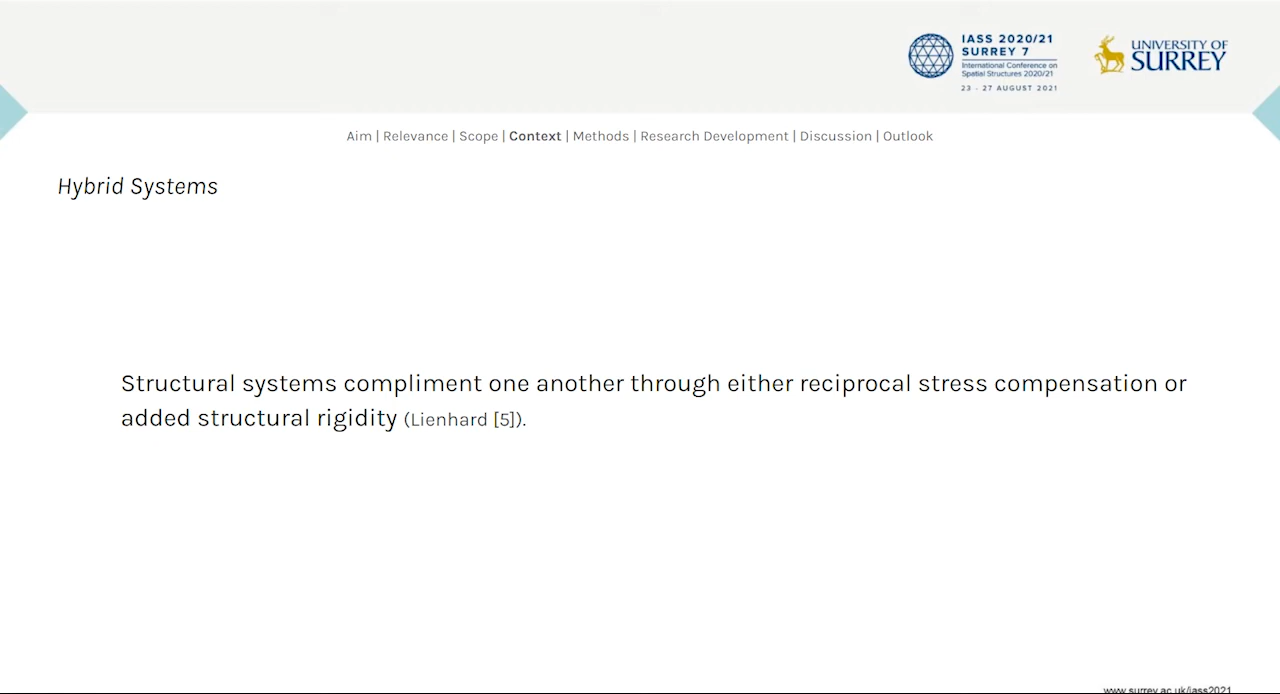 IASS 2020/21
SURREY 7
International Conference on
Spatial Structures 2020/21
23 - 27 AUGUST 2021
UNIVERSITY OF
SURREY
Aim | Relevance | Scope | Context | Methods | Research Development | Discussion | Outlook
Hybrid Systems
Structural systems compliment one another through either reciprocal stress compensation or
added structural rigidity (Lienhard [5]).
www.surrey.ac.uk/iass2021